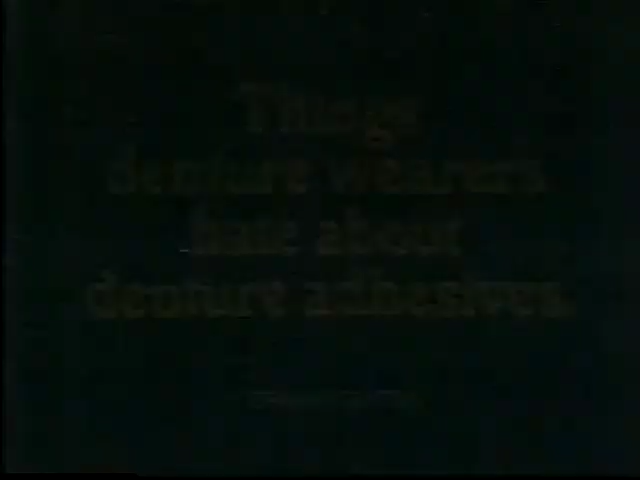 Things
denture wearers
hate about
denture adhesives.